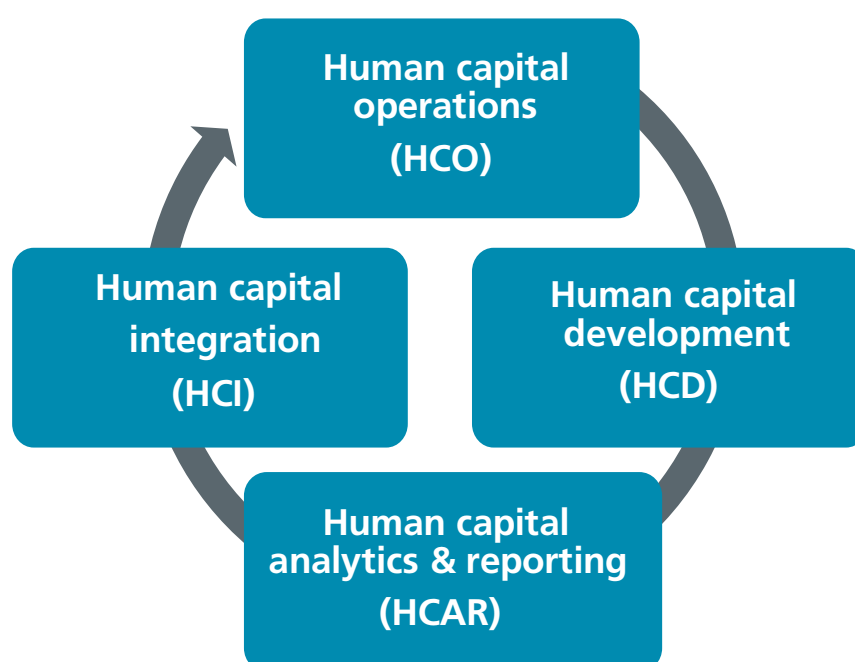 Human capital
operations
(HCO)
Human capital
integration
(HCI)
Human capital
development
(HCD)
Human capital
analytics & reporting
(HCAR)